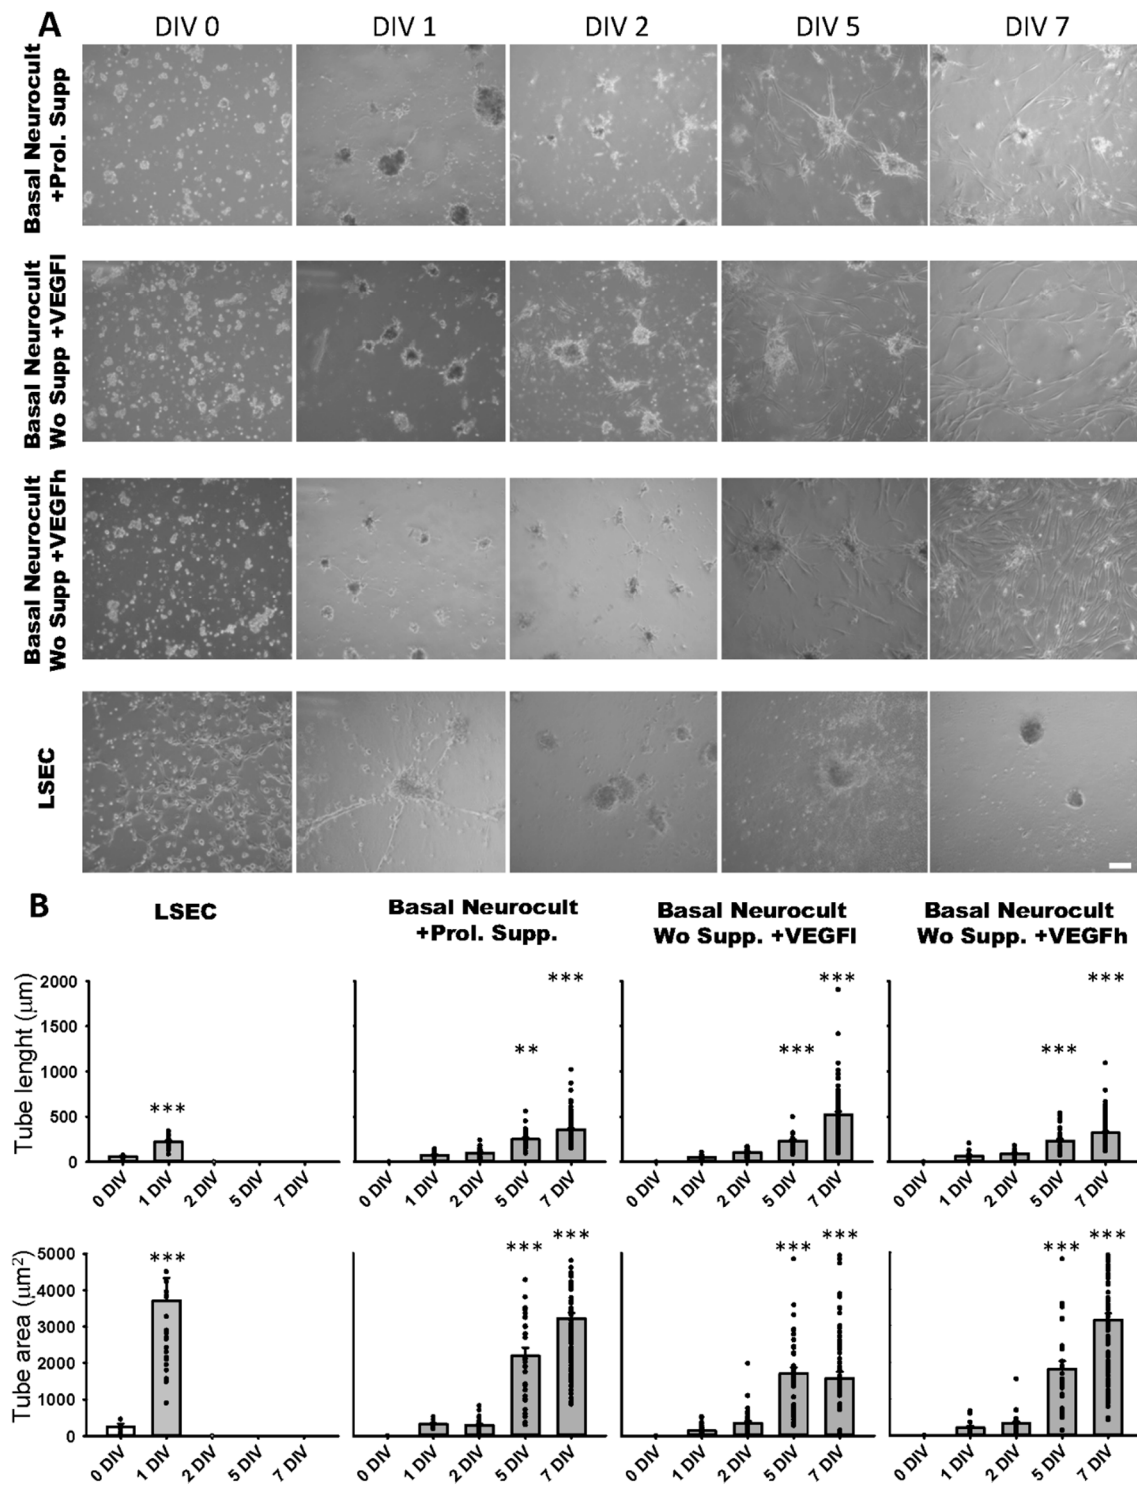 A
DIV 0 DIV 1 DIV 2 DIV 5 DIV 7
Basal Neurocult
+Prol. Supp
Basal Neurocult
Wo Supp +VEGFl
Basal Neurocult
Wo Supp +VEGFh
LSEC
B
LSEC
Basal Neurocult
+Prol. Supp.
Basal Neurocult
Wo Supp. +VEGFl
Basal Neurocult
Wo Supp. +VEGFh
Tube lenght (μm)
2000
1500
1000
500
0
***
** ***
*** ***
*** ***
0 DIV 1 DIV 2 DIV 5 DIV 7 DIV
0 DIV 1 DIV 2 DIV 5 DIV 7 DIV
0 DIV 1 DIV 2 DIV 5 DIV 7 DIV
0 DIV 1 DIV 2 DIV 5 DIV 7 DIV
Tube area (μm²)
5000
4000
3000
2000
1000
0
***
*** ***
*** ***
*** ***
0 DIV 1 DIV 2 DIV 5 DIV 7 DIV
0 DIV 1 DIV 2 DIV 5 DIV 7 DIV
0 DIV 1 DIV 2 DIV 5 DIV 7 DIV
0 DIV 1 DIV 2 DIV 5 DIV 7 DIV